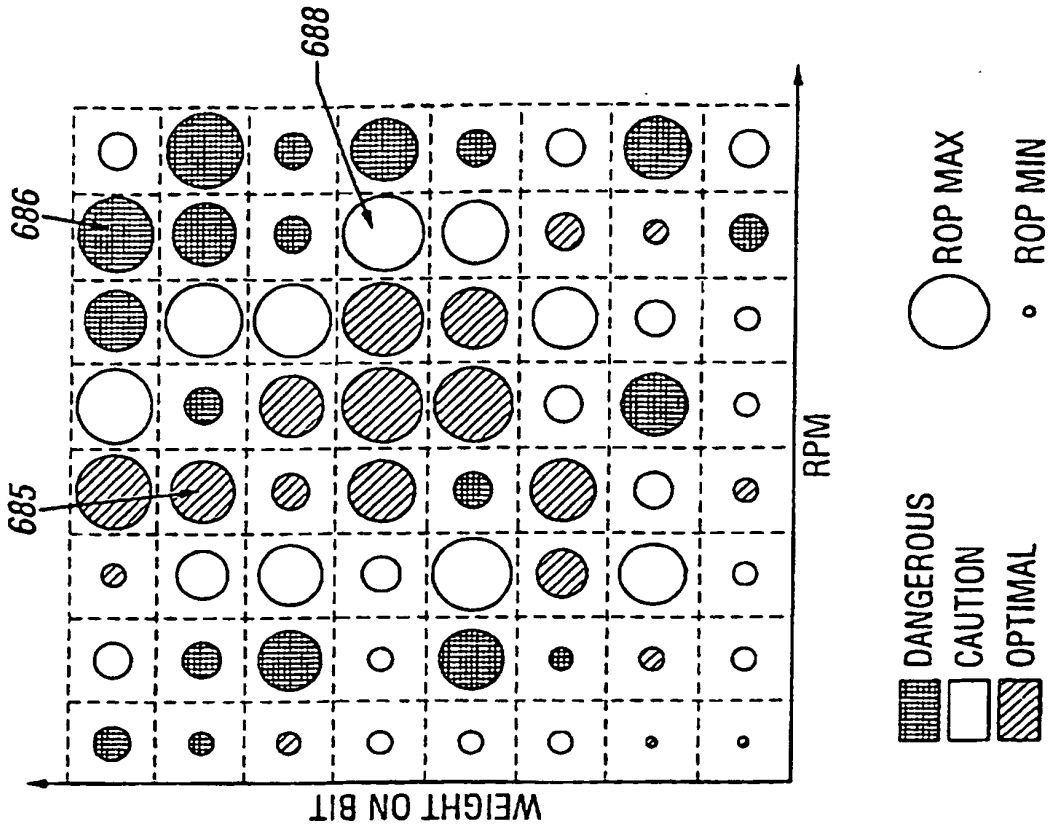 685
686
688
WEIGHT ON BIT
RPM
DANGEROUS
CAUTION
OPTIMAL
ROP MAX
ROP MIN